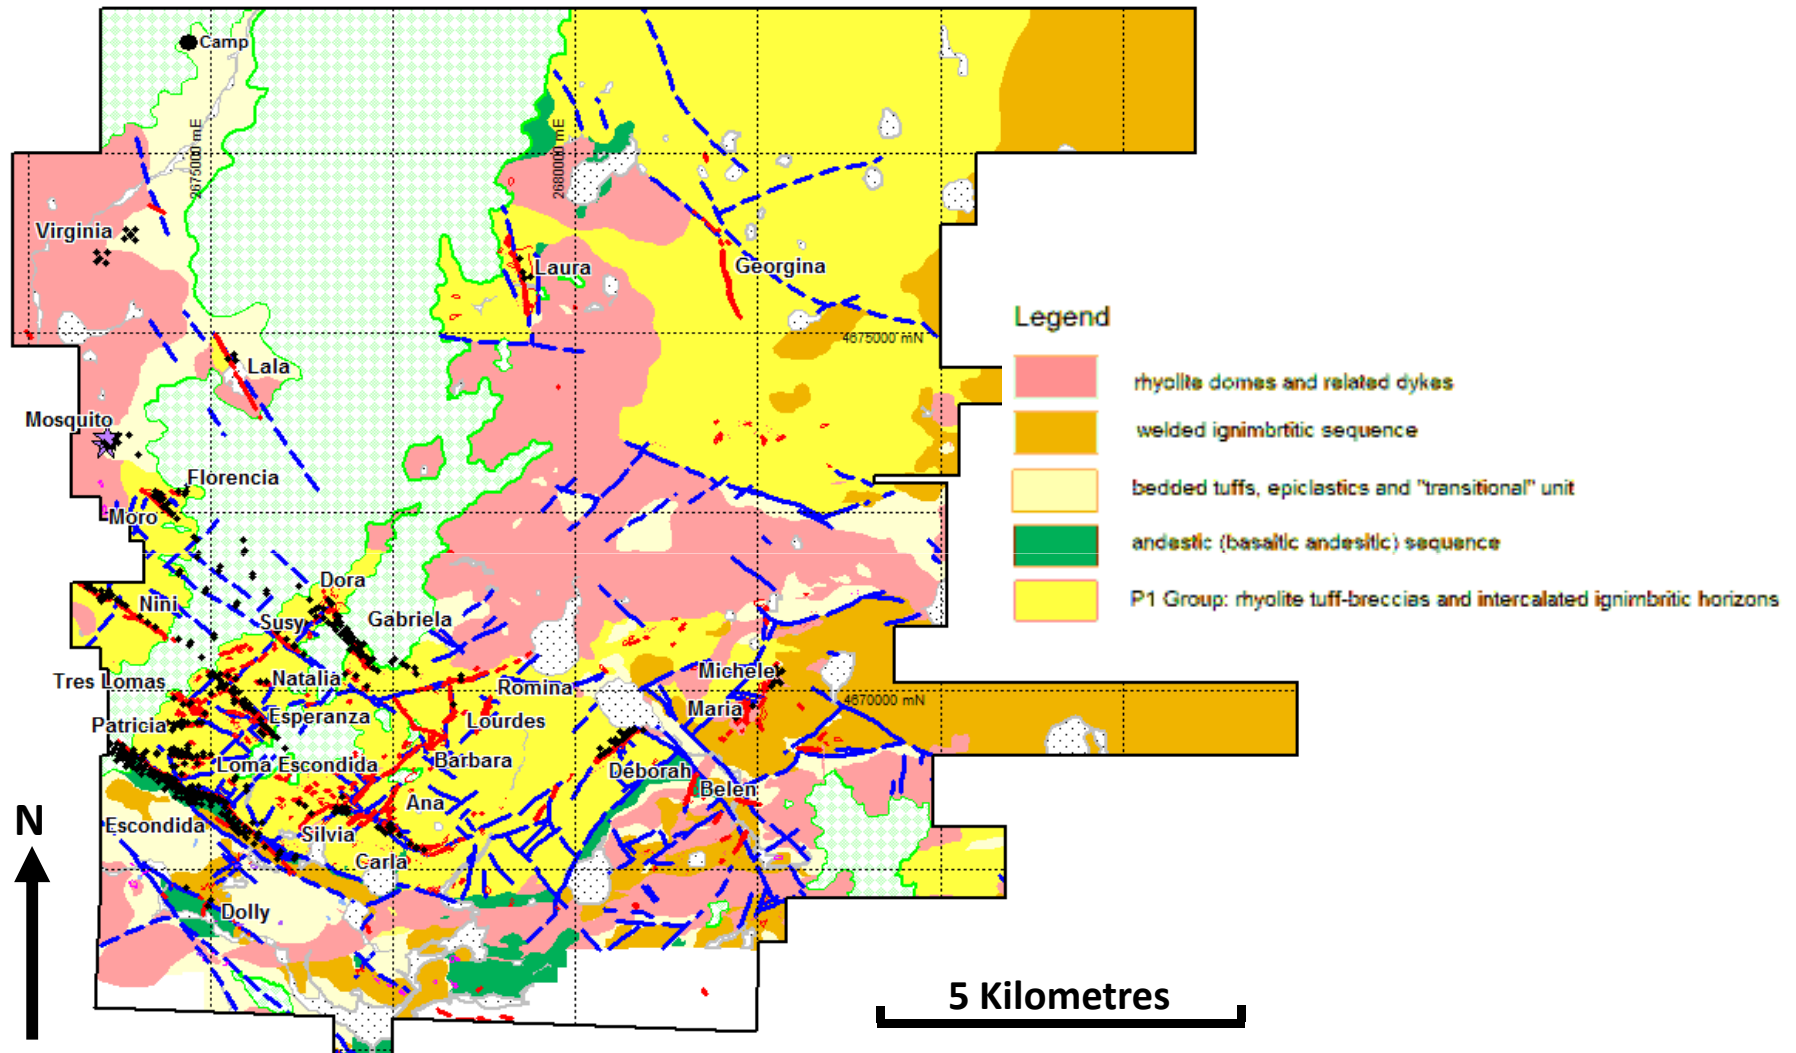 Camp
2675000 mE
2680000 mE
Virginia
Laura
Georgina
Legend
4675000 mN
Lala
rhyolite domes and related dykes
Mosquito
welded ignimbrtitic sequence
Florencia
bedded tuffs, epiclastics and "transitional" unit
Moro
andestic (basaltic andesitic) sequence
Dora
Nini
P1 Group: rhyolite tuff-breccias and intercalated ignimbritic horizons
Susy
Gabriela
Tres Lomas
Natalia
Romina
Michele
4670000 mN
Patricia
Esperanza
Lourdes
Maria
Loma Escondida
Barbara
Deborah
Belen
Ana
N
Escondida
Silvia
Carla
Dolly
5 Kilometres